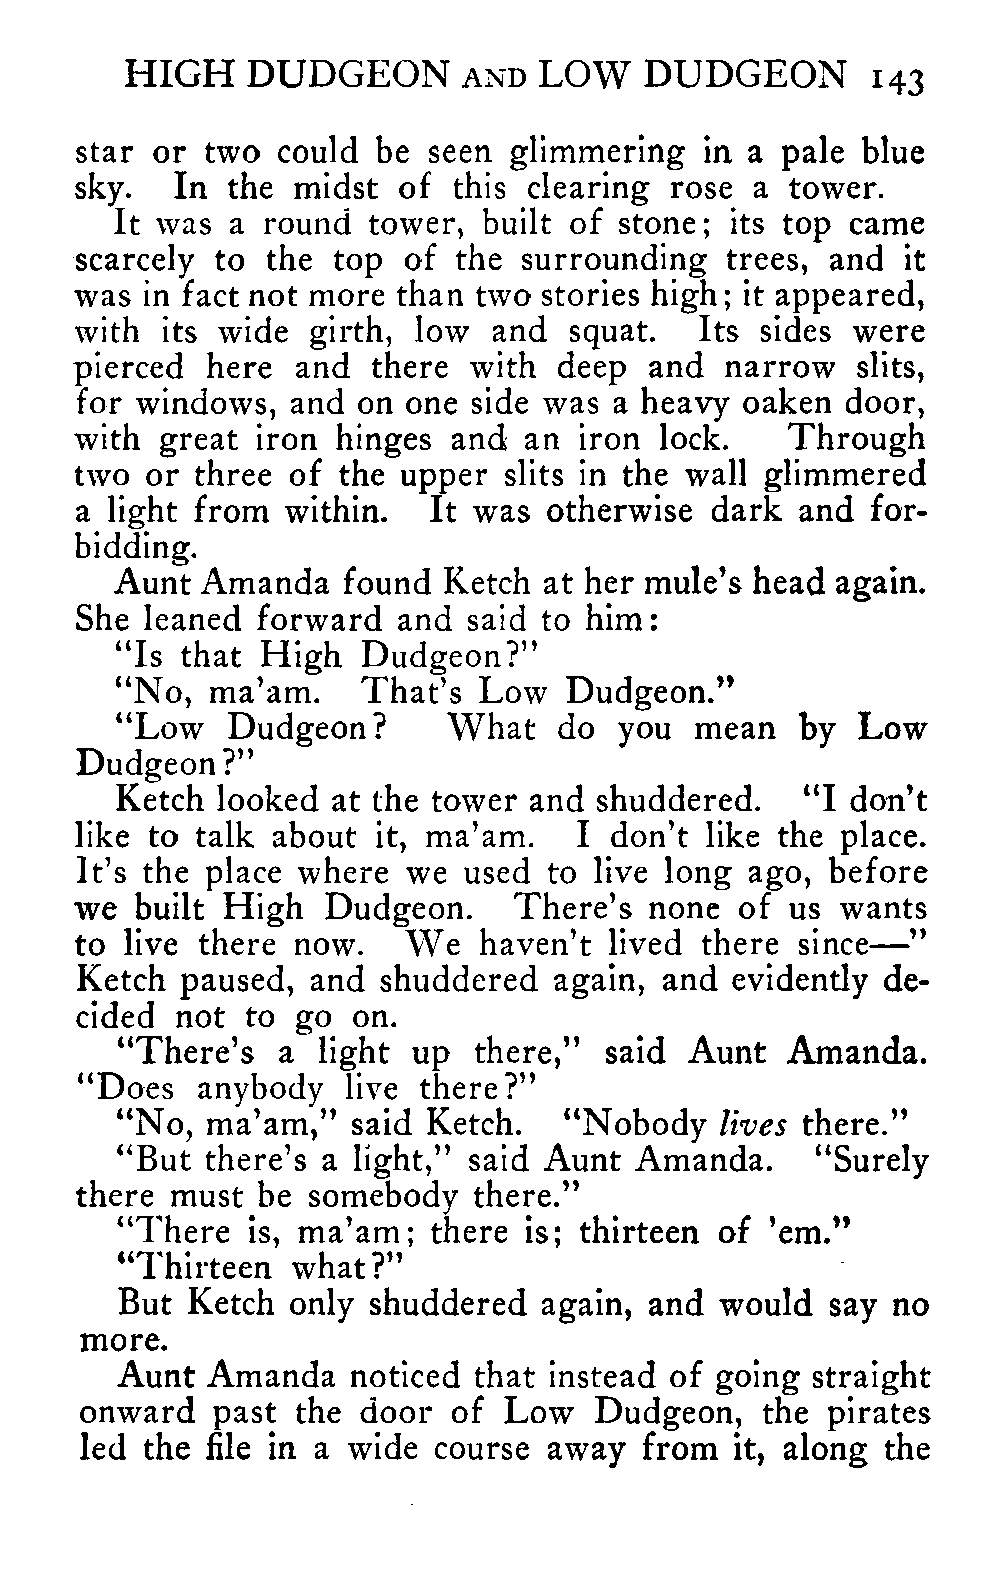 HIGH DUDGEON AND LOW DUDGEON 143
star or two could be seen glimmering in a pale blue
sky. In the midst of this clearing rose a tower.
It was a round tower, built of stone; its top came
scarcely to the top of the surrounding trees, and it
was in fact not more than two stories high; it appeared,
with its wide girth, low and squat. Its sides were
pierced here and there with deep and narrow slits,
for windows, and on one side was a heavy oaken door,
with great iron hinges and an iron lock. Through
two or three of the upper slits in the wall glimmered
a light from within. It was otherwise dark and for-
bidding.
Aunt Amanda found Ketch at her mule's head again.
She leaned forward and said to him:
"Is that High Dudgeon?"
"No, ma'am. That's Low Dudgeon."
"Low Dudgeon? What do you mean by Low
Dudgeon?"
Ketch looked at the tower and shuddered. "I don't
like to talk about it, ma'am. I don't like the place.
It's the place where we used to live long ago, before
we built High Dudgeon. There's none of us wants
to live there now. We haven't lived there since—"
Ketch paused, and shuddered again, and evidently de-
cided not to go on.
"There's a light up there," said Aunt Amanda.
"Does anybody live there?"
"No, ma'am," said Ketch. "Nobody lives there."
"But there's a light," said Aunt Amanda. "Surely
there must be somebody there."
"There is, ma'am; there is; thirteen of 'em."
"Thirteen what?"
But Ketch only shuddered again, and would say no
more.
Aunt Amanda noticed that instead of going straight
onward past the door of Low Dudgeon, the pirates
led the file in a wide course away from it, along the